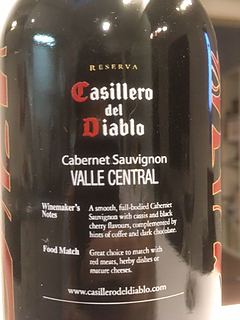 RESERVA
Casillero
del
Diablo
Cabernet Sauvignon
VALLE CENTRAL
Winemaker's Notes
A smooth, full-bodied Cabernet
Sauvignon with cassis and black
cherry flavours, complemented by
hints of coffee and dark chocolate.
Food Match
Great choice to match with
red meats, herby dishes or
mature cheeses.
www.casillerodeldiablo.com